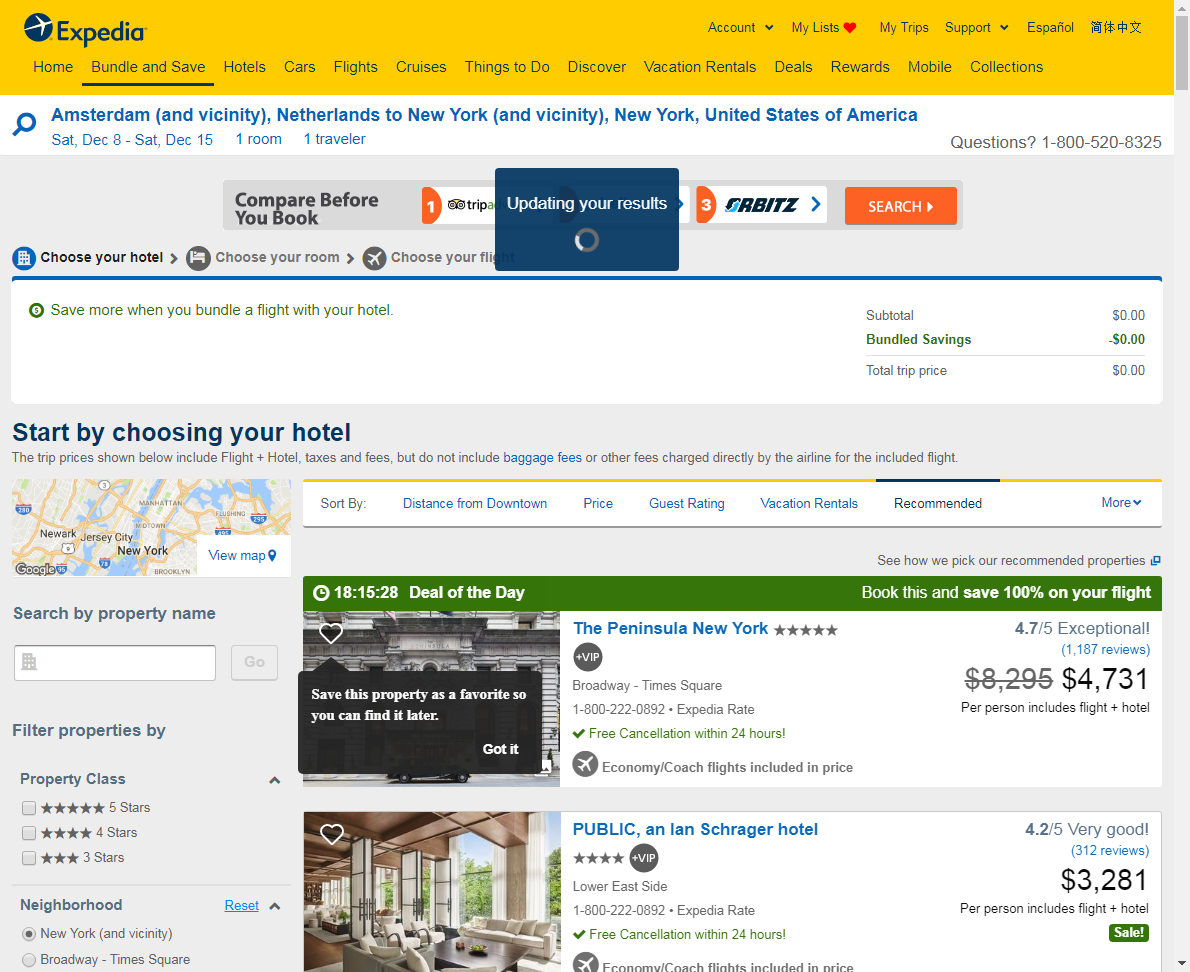 Expedia
Account
My Lists
My Trips
Support
Español
简体中文
Home
Bundle and Save
Hotels
Cars
Flights
Cruises
Things to Do
Discover
Vacation Rentals
Deals
Rewards
Mobile
Collections
Amsterdam (and vicinity), Netherlands to New York (and vicinity), New York, United States of America
Sat, Dec 8 - Sat, Dec 15 1 room 1 traveler
Questions? 1-800-520-8325
Compare Before
You Book
1
Updating your results
3 ORBITZ
SEARCH
Choose your hotel
Choose your room
Choose your flight
Save more when you bundle a flight with your hotel.
Subtotal $0.00
Bundled Savings -$0.00
Total trip price $0.00
Start by choosing your hotel
The trip prices shown below include Flight + Hotel, taxes and fees, but do not include baggage fees or other fees charged directly by the airline for the included flight.
3
280
MANHATTAN
FLUSHING
295
MIDTOWN
495
Newark
Jersey City
9
New York
78
BROOKLYN
Google
95
View map
Sort By:
Distance from Downtown
Price
Guest Rating
Vacation Rentals
Recommended
More
See how we pick our recommended properties
Search by property name
Go
Filter properties by
Property Class
5 Stars
4 Stars
3 Stars
Neighborhood
Reset
New York (and vicinity)
Broadway - Times Square
18:15:28 Deal of the Day
Book this and save 100% on your flight
Save this property as a favorite so
you can find it later.
Got it
The Peninsula New York
+VIP
Broadway - Times Square
1-800-222-0892 • Expedia Rate
Free Cancellation within 24 hours!
Economy/Coach flights included in price
4.7/5 Exceptional!
(1,187 reviews)
$8,295 $4,731
Per person includes flight + hotel
PUBLIC, an Ian Schrager hotel
+VIP
Lower East Side
1-800-222-0892 • Expedia Rate
Free Cancellation within 24 hours!
Economy/Coach flights included in price
4.2/5 Very good!
(312 reviews)
$3,281
Per person includes flight + hotel
Sale!